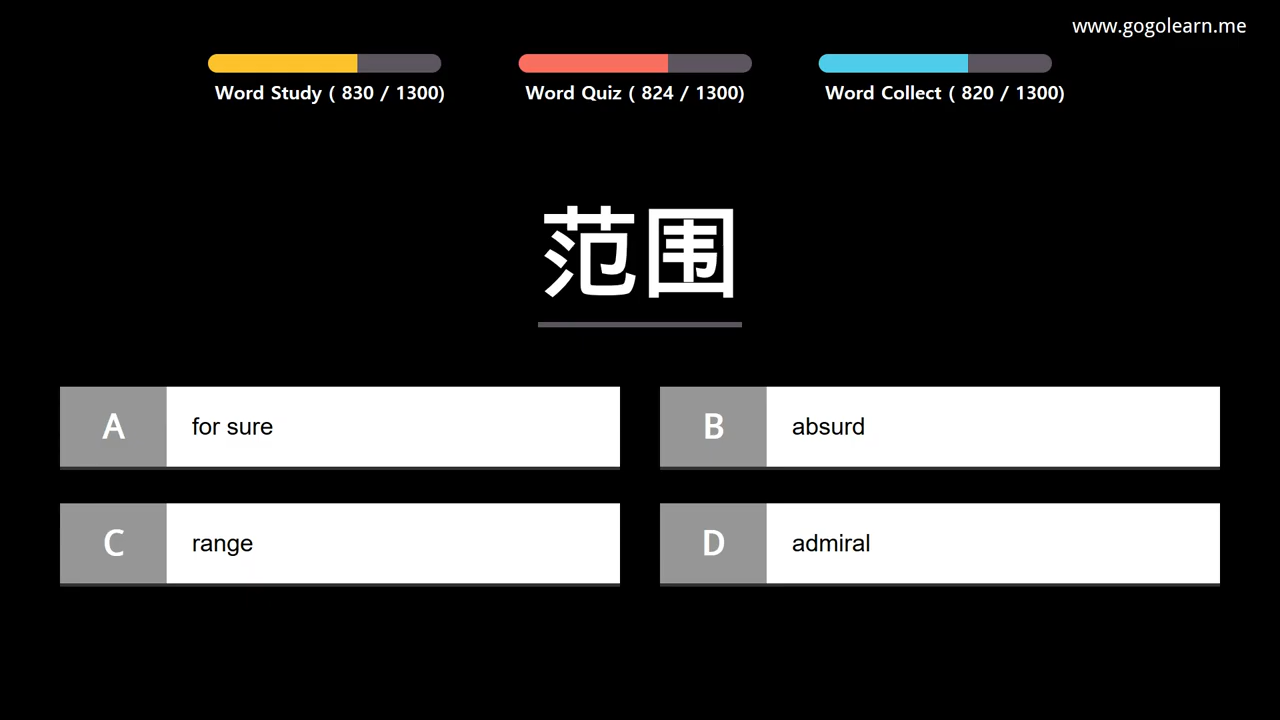 www.gogolearn.me
Word Study ( 830 / 1300)
Word Quiz ( 824 / 1300)
Word Collect ( 820 / 1300)
范围
A for sure
B absurd
C range
D admiral